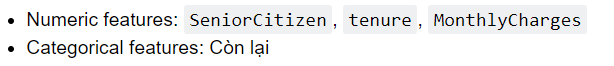 • Numeric features: SeniorCitizen, tenure, MonthlyCharges
• Categorical features: Còn lại